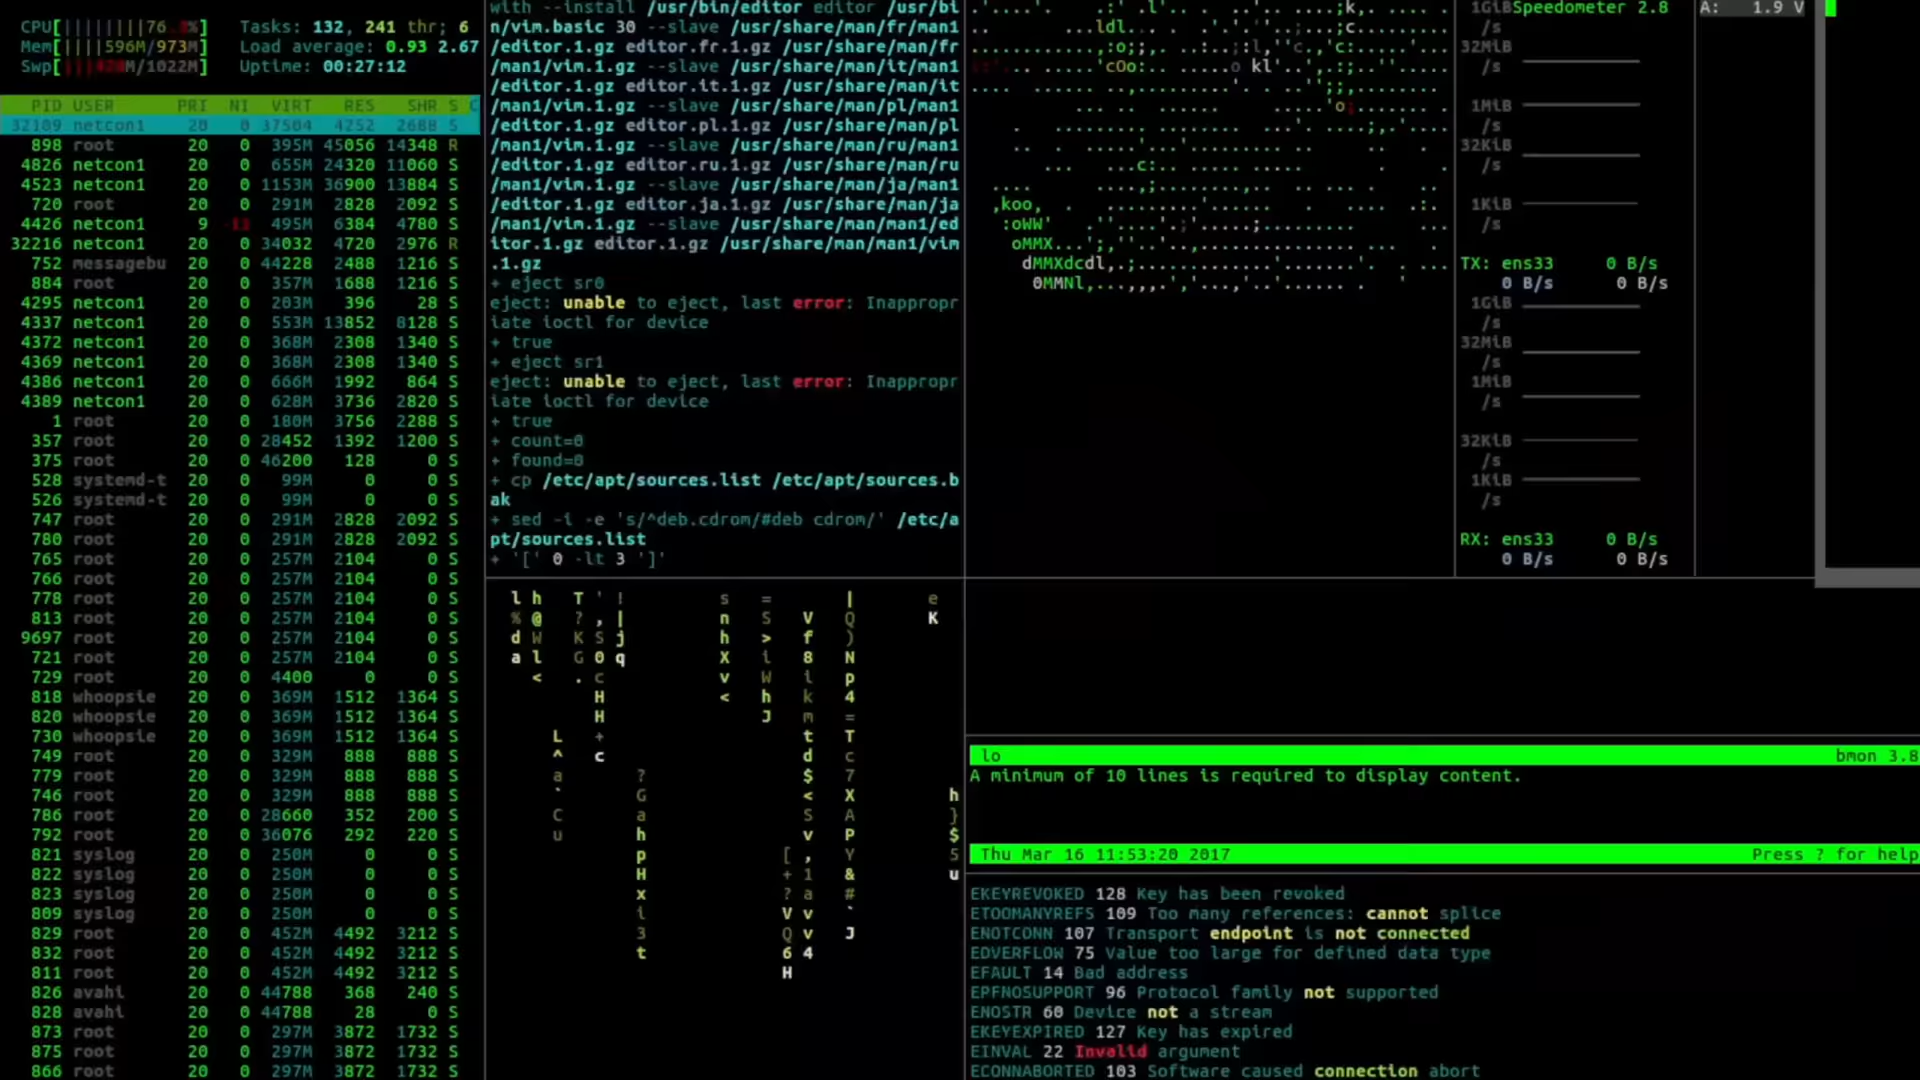 CPU[|||||||||76. %]
Mem[||||596M/973M]
Swp[ M/1022M]
Tasks: 132, 241 thr; 6
Load average: 0.93 2.67
Uptime: 00:27:12
PID USER PRI NI VIRT RES SHR S C
32189 netcon1 20 0 37504 4252 2688 S
898 root 20 0 395M 45056 14348 R
4826 netcon1 20 0 655M 24320 11060 S
4523 netcon1 20 0 1153M 36900 13884 S
720 root 20 0 291M 2828 2092 S
4426 netcon1 9 -11 495M 6384 4780 S
32216 netcon1 20 0 34032 4720 2976 R
752 messagebu 20 0 44228 2488 1216 S
884 root 20 0 357M 1688 1216 S
4295 netcon1 20 0 203M 396 28 S
4337 netcon1 20 0 553M 13852 8128 S
4372 netcon1 20 0 368M 2308 1340 S
4369 netcon1 20 0 368M 2308 1340 S
4386 netcon1 20 0 666M 1992 864 S
4389 netcon1 20 0 628M 3736 2820 S
1 root 20 0 180M 3756 2288 S
357 root 20 0 28452 1392 1200 S
375 root 20 0 46200 128 0 S
528 systemd-t 20 0 99M 0 0 S
526 systemd-t 20 0 99M 0 0 S
747 root 20 0 291M 2828 2092 S
780 root 20 0 291M 2828 2092 S
765 root 20 0 257M 2104 0 S
766 root 20 0 257M 2104 0 S
778 root 20 0 257M 2104 0 S
813 root 20 0 257M 2104 0 S
9697 root 20 0 257M 2104 0 S
721 root 20 0 257M 2104 0 S
729 root 20 0 4400 0 0 S
818 whoopsie 20 0 369M 1512 1364 S
820 whoopsie 20 0 369M 1512 1364 S
730 whoopsie 20 0 369M 1512 1364 S
749 root 20 0 329M 888 888 S
779 root 20 0 329M 888 888 S
746 root 20 0 329M 888 888 S
786 root 20 0 28660 352 200 S
792 root 20 0 36076 292 220 S
821 syslog 20 0 250M 0 0 S
822 syslog 20 0 250M 0 0 S
823 syslog 20 0 250M 0 0 S
809 syslog 20 0 250M 0 0 S
829 root 20 0 452M 4492 3212 S
832 root 20 0 452M 4492 3212 S
811 root 20 0 452M 4492 3212 S
826 avahi 20 0 44788 368 240 S
828 avahi 20 0 44788 28 0 S
873 root 20 0 297M 3872 1732 S
875 root 20 0 297M 3872 1732 S
866 root 20 0 297M 3872 1732 S
with --install /usr/bin/editor editor /usr/bi
n/vim.basic 30 --slave /usr/share/man/fr/man1
/editor.1.gz editor.fr.1.gz /usr/share/man/fr
/man1/vim.1.gz --slave /usr/share/man/it/man1
/editor.1.gz editor.it.1.gz /usr/share/man/it
/man1/vim.1.gz --slave /usr/share/man/pl/man1
/editor.1.gz editor.pl.1.gz /usr/share/man/pl
/man1/vim.1.gz --slave /usr/share/man/ru/man1
/editor.1.gz editor.ru.1.gz /usr/share/man/ru
/man1/vim.1.gz --slave /usr/share/man/ja/man1
/editor.1.gz editor.ja.1.gz /usr/share/man/ja
/man1/vim.1.gz --slave /usr/share/man/man1/ed
itor.1.gz editor.1.gz /usr/share/man/man1/vim
.1.gz
+ eject sr0
eject: unable to eject, last error: Inappropr
iate ioctl for device
+ true
+ eject sr1
eject: unable to eject, last error: Inappropr
iate ioctl for device
+ true
+ count=0
+ found=0
+ cp /etc/apt/sources.list /etc/apt/sources.b
ak
+ sed -i -e 's/^deb.cdrom/#deb cdrom/' /etc/a
pt/sources.list
+ '[' 0 -lt 3 ']'
1GiB Speedometer 2.8
/s
32MiB
/s
1MiB
/s
32KiB
/s
1KiB
/s
TX: ens33 0 B/s
0 B/s 0 B/s
1GiB
/s
32MiB
/s
1MiB
/s
32KiB
/s
1KiB
/s
RX: ens33 0 B/s
0 B/s 0 B/s
A: 1.9 V
lo bmon 3.8
A minimum of 10 lines is required to display content.
Thu Mar 16 11:53:20 2017 Press ? for help
EKEYREVOKED 128 Key has been revoked
ETOOMANYREFS 109 Too many references: cannot splice
ENOTCONN 107 Transport endpoint is not connected
EOVERFLOW 75 Value too large for defined data type
EFAULT 14 Bad address
EPFNOSUPPORT 96 Protocol family not supported
ENOSTR 60 Device not a stream
EKEYEXPIRED 127 Key has expired
EINVAL 22 Invalid argument
ECONNABORTED 103 Software caused connection abort